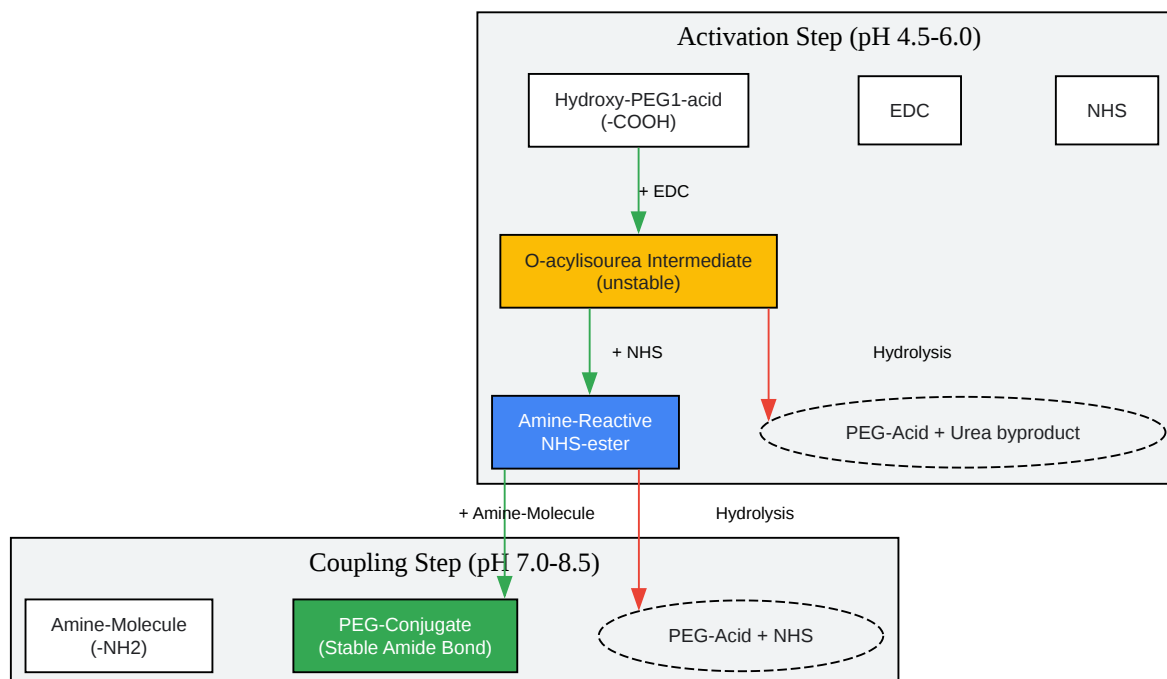 Activation Step (pH 4.5-6.0)
Hydroxy-PEG1-acid
(-COOH)
EDC
NHS
+ EDC
O-acylisourea Intermediate
(unstable)
+ NHS
Hydrolysis
Amine-Reactive
NHS-ester
PEG-Acid + Urea byproduct
+ Amine-Molecule
Hydrolysis
Coupling Step (pH 7.0-8.5)
Amine-Molecule
(-NH2)
PEG-Conjugate
(Stable Amide Bond)
PEG-Acid + NHS